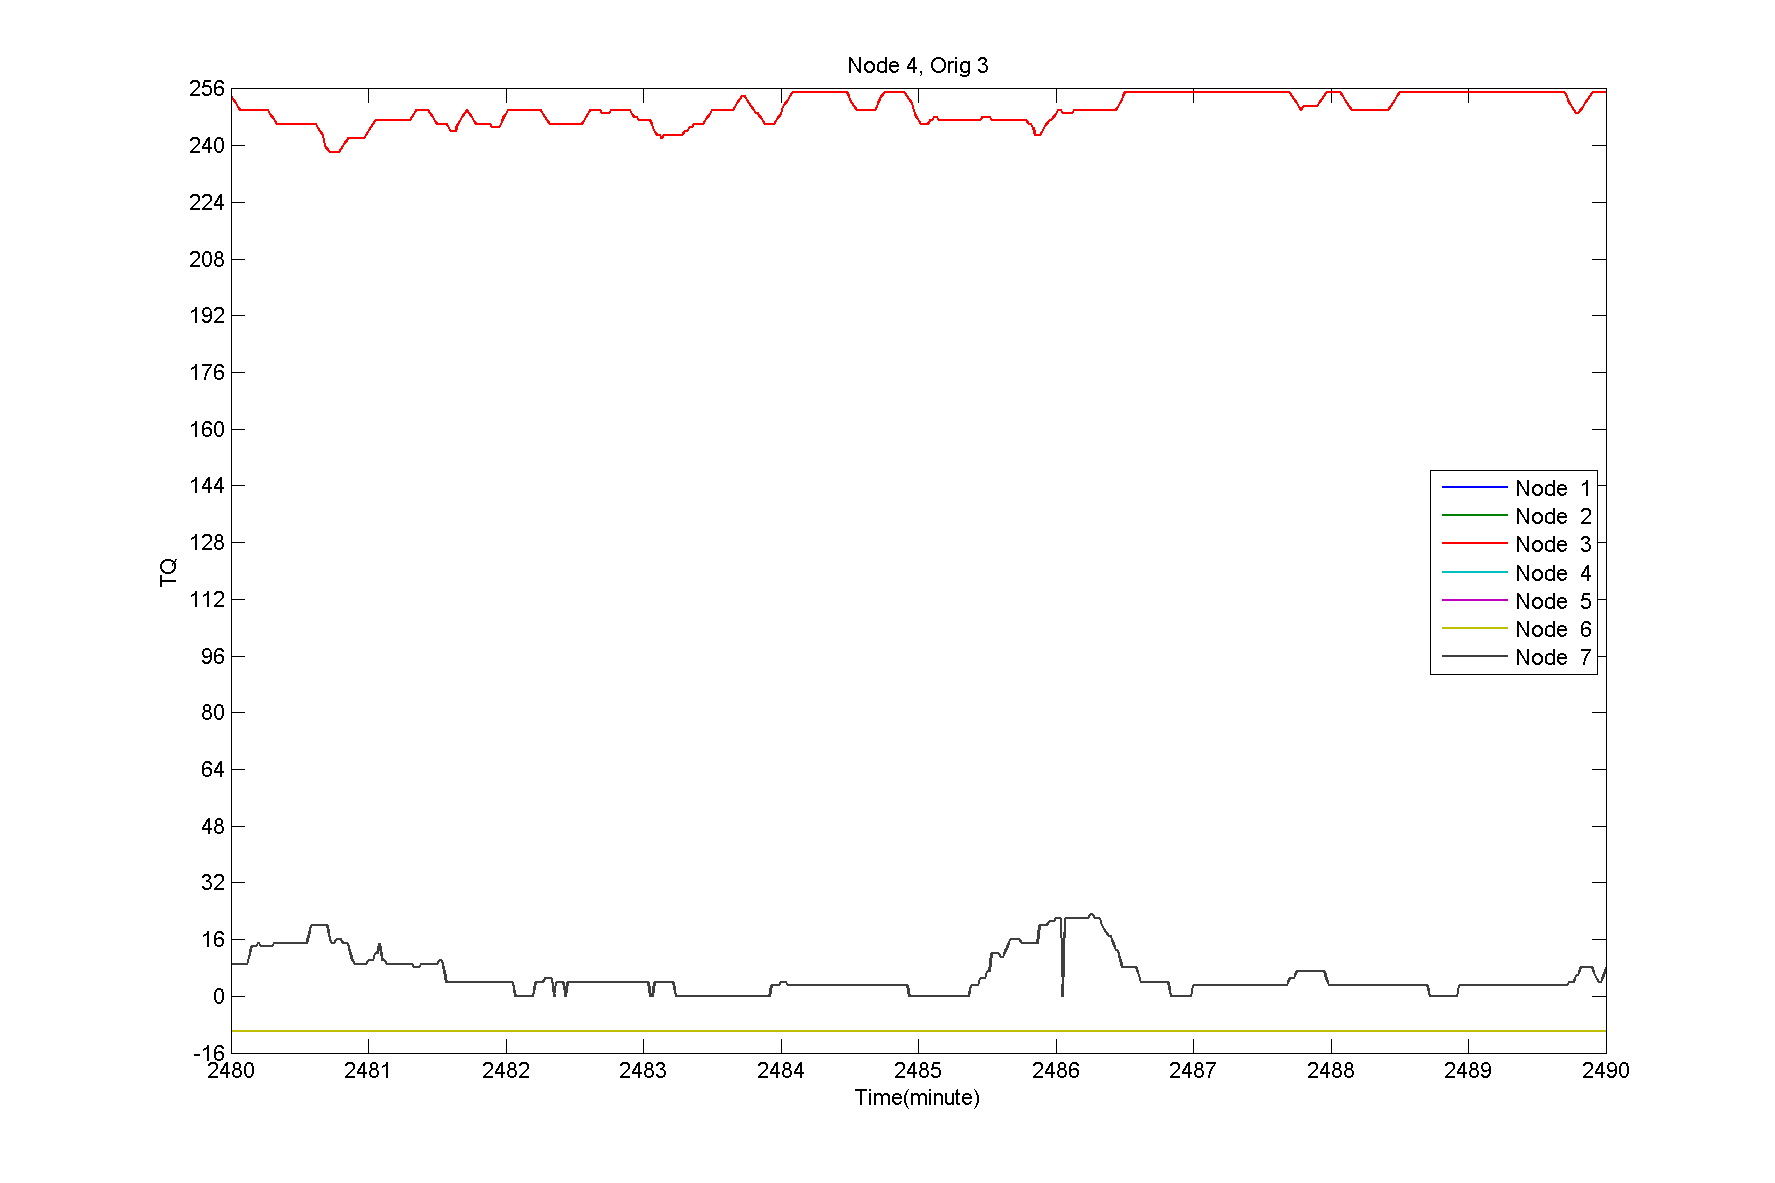 Node 4, Orig 3
256
240
224
208
192
176
160
144
128
112
96
80
64
48
32
16
0
-16
TQ
Node 1
Node 2
Node 3
Node 4
Node 5
Node 6
Node 7
2480 2481 2482 2483 2484 2485 2486 2487 2488 2489 2490
Time(minute)